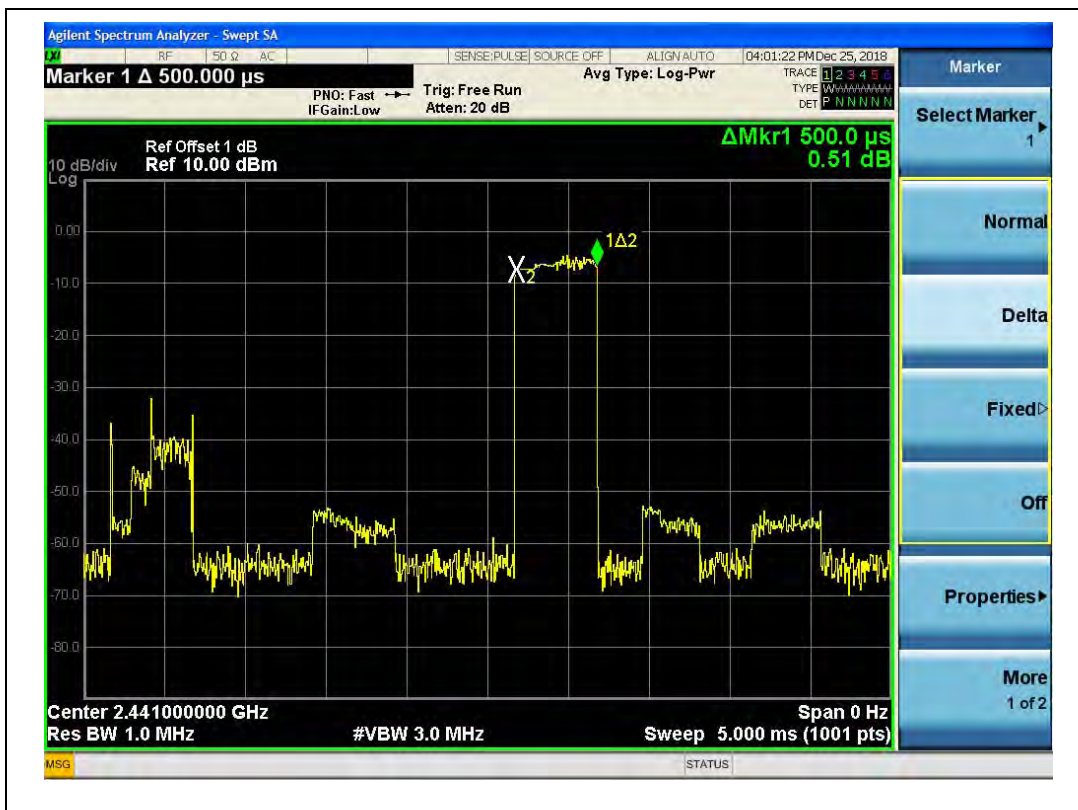 Agilent Spectrum Analyzer - Swept SA
LXI RF 50 Ω AC SENSE:PULSE SOURCE OFF ALIGN AUTO 04:01:22 PM Dec 25, 2018
Marker 1 Δ 500.000 µs
PNO: Fast
IFGain:Low
Trig: Free Run
Atten: 20 dB
Avg Type: Log-Pwr
TRACE 1 2 3 4 5 6
TYPE
DET P N N N N N
ΔMkr1 500.0 µs
0.51 dB
Ref Offset 1 dB
10 dB/div Ref 10.00 dBm
Log
0.00
-10.0
-20.0
-30.0
-40.0
-50.0
-60.0
-70.0
-80.0
1Δ2
X2
Center 2.441000000 GHz Span 0 Hz
Res BW 1.0 MHz #VBW 3.0 MHz Sweep 5.000 ms (1001 pts)
MSG STATUS
Marker
Select Marker
1
Normal
Delta
Fixed
Off
Properties
More
1 of 2